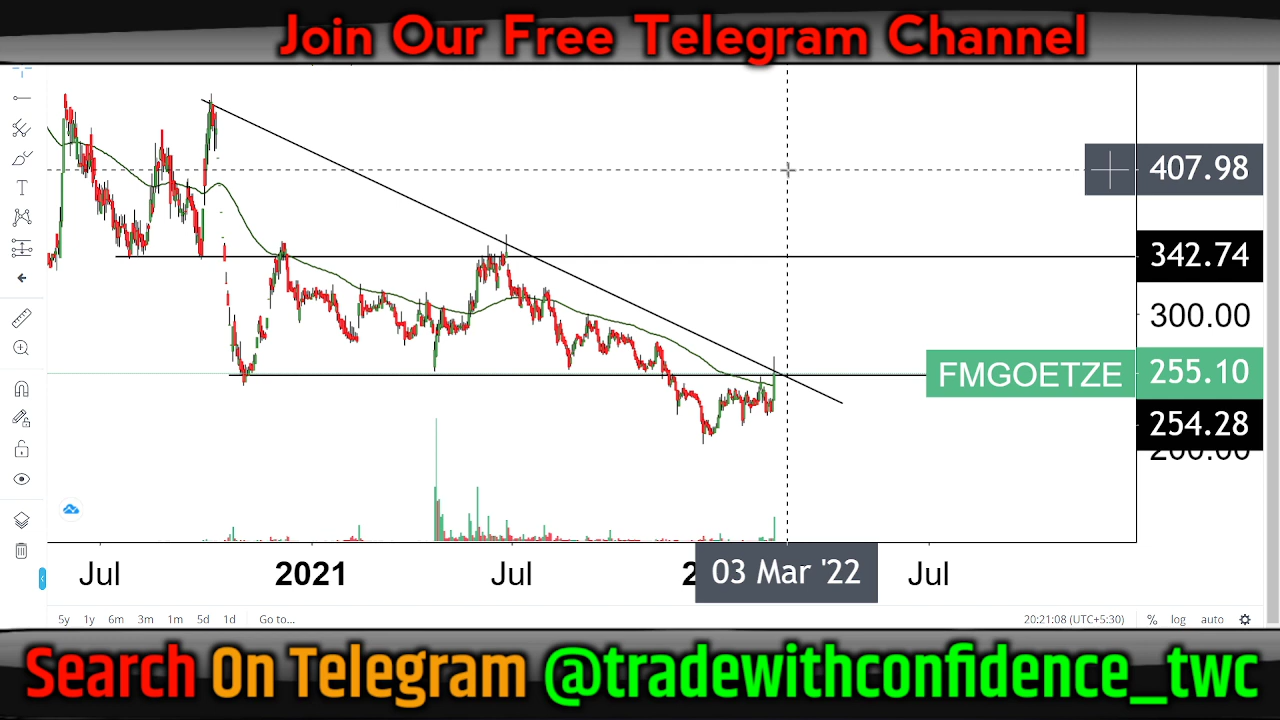 Join Our Free Telegram Channel
T
407.98
342.74
300.00
FMGOETZE 255.10
254.28
200.00
Jul 2021 Jul 03 Mar '22 Jul
5y 1y 6m 3m 1m 5d 1d Go to... 20:21:08 (UTC+5:30) % log auto
Search On Telegram @tradewithconfidence_twc